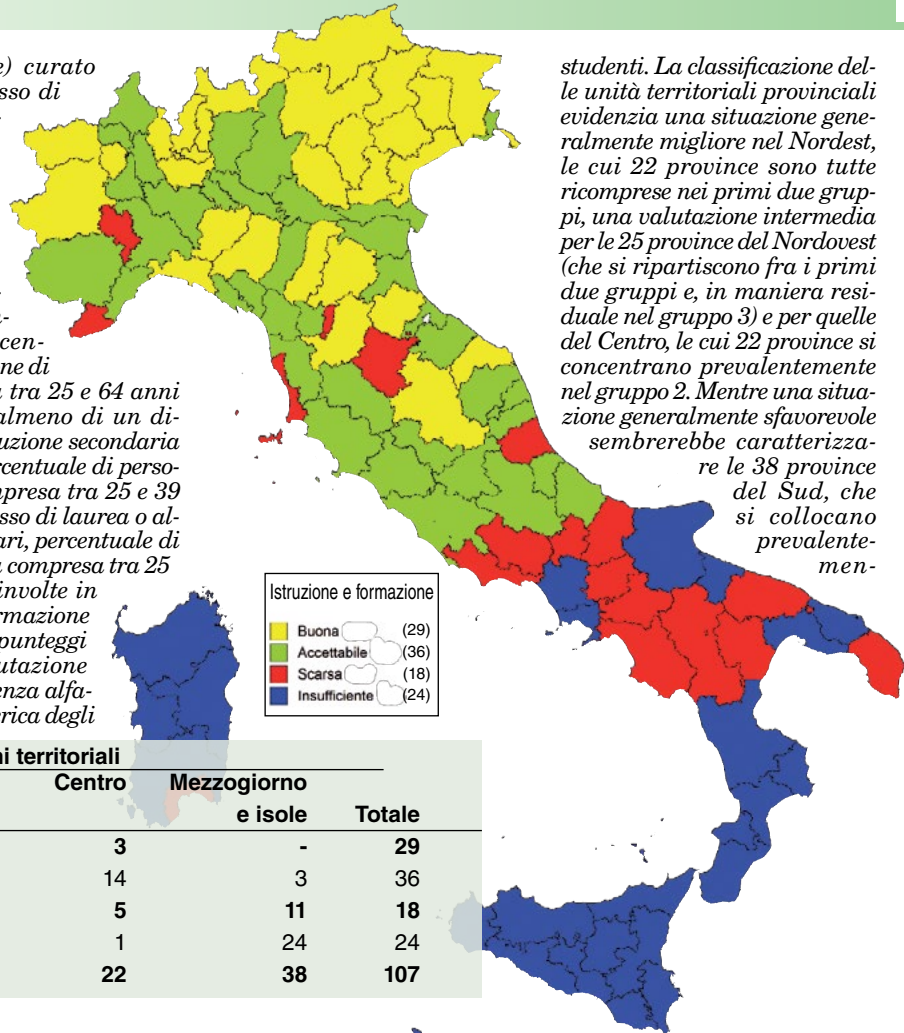 e) curato
sso di
n-
cen-
ne di
a tra 25 e 64 anni
almeno di un di-
uzione secondaria
rcentuale di perso-
npresa tra 25 e 39
sso di laurea o al-
ari, percentuale di
a compresa tra 25
involte in
rmazione
punteggi
utazione
enza alfa-
erica degli
studenti. La classificazione del-
le unità territoriali provinciali
evidenzia una situazione gene-
ralmente migliore nel Nordest,
le cui 22 province sono tutte
ricomprese nei primi due grup-
pi, una valutazione intermedia
per le 25 province del Nordovest
(che si ripartiscono fra i primi
due gruppi e, in maniera resi-
duale nel gruppo 3) e per quelle
del Centro, le cui 22 province si
concentrano prevalentemente
nel gruppo 2. Mentre una situa-
zione generalmente sfavorevole
sembrerebbe caratterizza-
re le 38 province
del Sud, che
si collocano
prevalente-
men-
Istruzione e formazione
Buona (29)
Accettabile (36)
Scarsa (18)
Insufficiente (24)
ni territoriali
Centro Mezzogiorno
e isole Totale
3 - 29
14 3 36
5 11 18
1 24 24
22 38 107